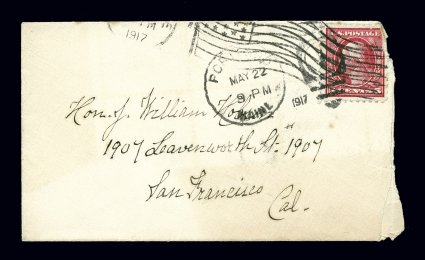 1917
U.S. POSTAGE
MAY 22
9 PM
MAINE
1917
Hon. J. William
1907 Leavenworth St. 1907
San Francisco
Cal.